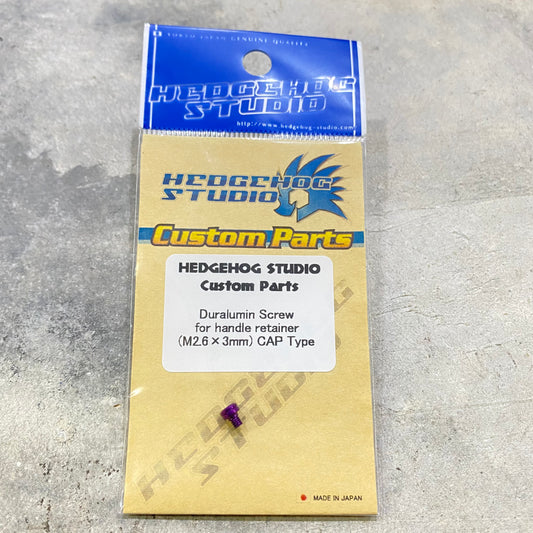 TOKYO JAPAN GENUINE QUALITY
HEDGEHOG
STUDIO
http://www.hedgehog-studio.com/
HEDGEHOG
STUDIO
Custom Parts
HEDGEHOG STUDIO
Custom Parts
Duralumin Screw
for handle retainer
(M2.6×3mm) CAP Type
HEDGEHOG
STUDIO
MADE IN JAPAN